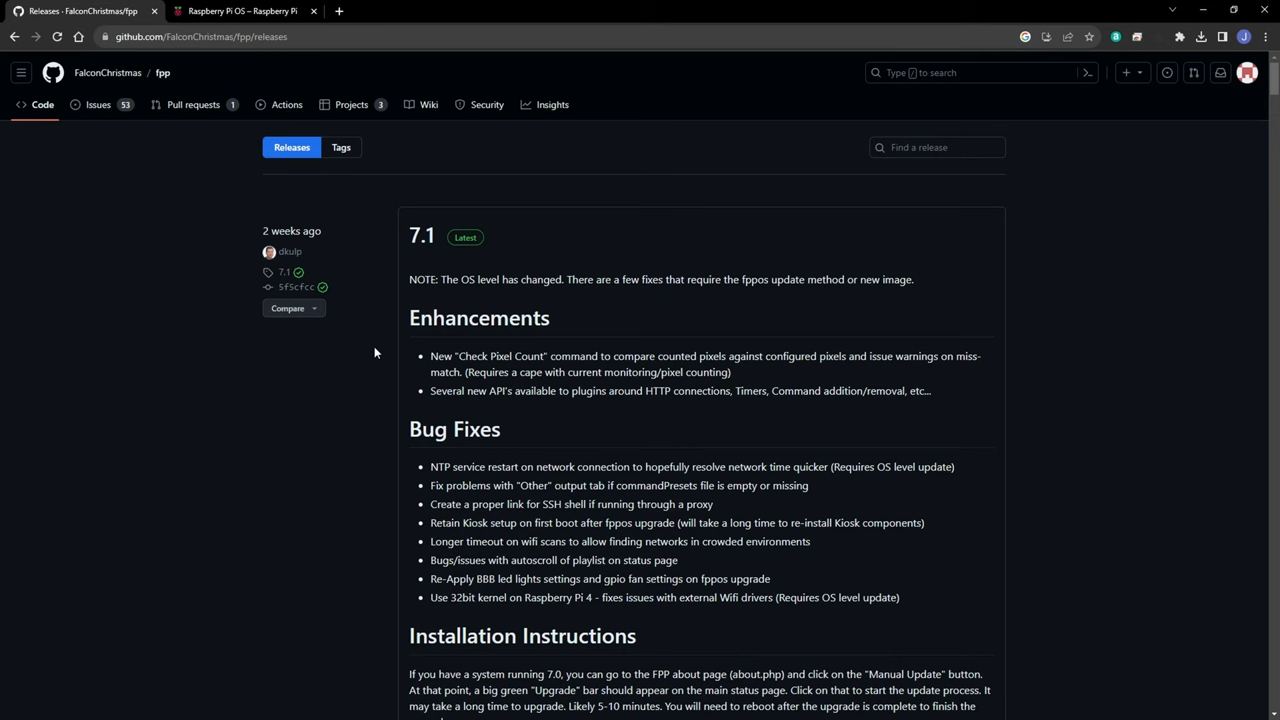 Releases · FalconChristmas/fpp
Raspberry Pi OS – Raspberry Pi
github.com/FalconChristmas/fpp/releases
J
FalconChristmas / fpp
Type / to search
Code
Issues 53
Pull requests 1
Actions
Projects 3
Wiki
Security
Insights
Releases
Tags
Find a release
2 weeks ago
dkulp
7.1
5f5cfcc
Compare
7.1 Latest
NOTE: The OS level has changed. There are a few fixes that require the fppos update method or new image.
Enhancements
• New "Check Pixel Count" command to compare counted pixels against configured pixels and issue warnings on miss-
match. (Requires a cape with current monitoring/pixel counting)
• Several new API's available to plugins around HTTP connections, Timers, Command addition/removal, etc...
Bug Fixes
• NTP service restart on network connection to hopefully resolve network time quicker (Requires OS level update)
• Fix problems with "Other" output tab if commandPresets file is empty or missing
• Create a proper link for SSH shell if running through a proxy
• Retain Kiosk setup on first boot after fppos upgrade (will take a long time to re-install Kiosk components)
• Longer timeout on wifi scans to allow finding networks in crowded environments
• Bugs/issues with autoscroll of playlist on status page
• Re-Apply BBB led lights settings and gpio fan settings on fppos upgrade
• Use 32bit kernel on Raspberry Pi 4 - fixes issues with external Wifi drivers (Requires OS level update)
Installation Instructions
If you have a system running 7.0, you can go to the FPP about page (about.php) and click on the "Manual Update" button.
At that point, a big green "Upgrade" bar should appear on the main status page. Click on that to start the update process. It
may take a long time to upgrade. Likely 5-10 minutes. You will need to reboot after the upgrade is complete to finish the